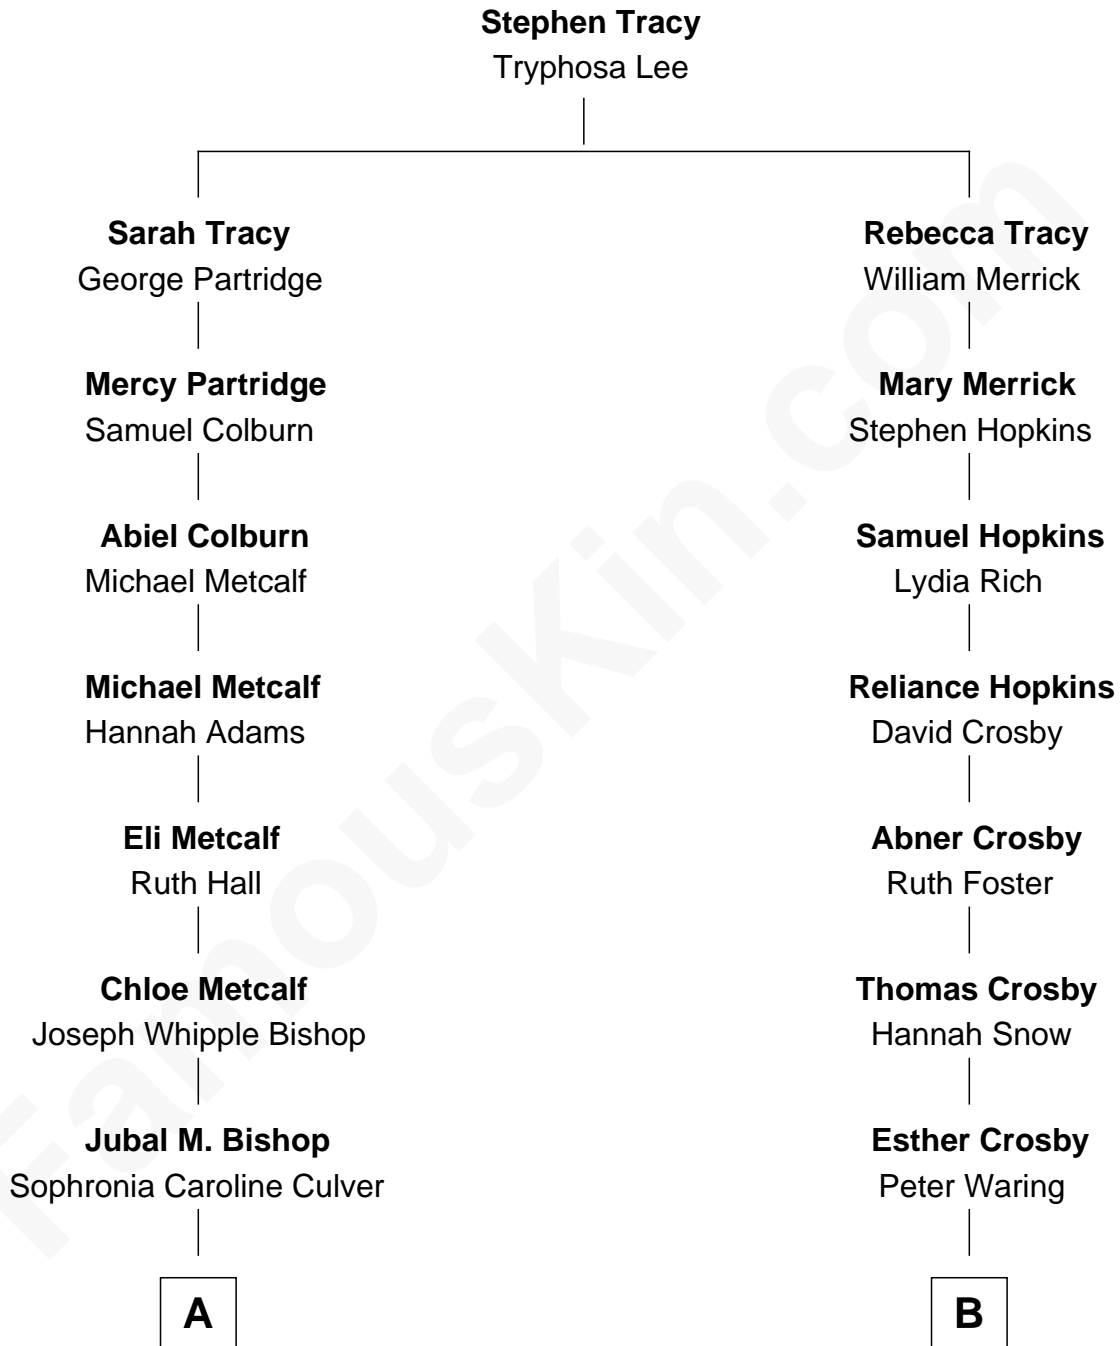 Stephen Tracy
Tryphosa Lee
Sarah Tracy
George Partridge
Rebecca Tracy
William Merrick
Mercy Partridge
Samuel Colburn
Mary Merrick
Stephen Hopkins
Abiel Colburn
Michael Metcalf
Samuel Hopkins
Lydia Rich
Michael Metcalf
Hannah Adams
Reliance Hopkins
David Crosby
Eli Metcalf
Ruth Hall
Abner Crosby
Ruth Foster
Chloe Metcalf
Joseph Whipple Bishop
Thomas Crosby
Hannah Snow
Jubal M. Bishop
Sophronia Caroline Culver
Esther Crosby
Peter Waring
A
B
FamousKin.com